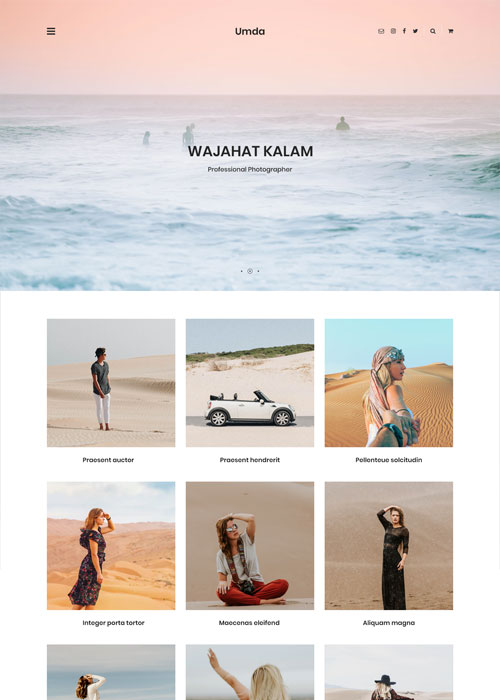 Umda
WAJAHAT KALAM
Professional Photographer
Praesent auctor
Praesent hendrerit
Pellenteue solcitudin
Integer porta tortor
Maecenas eleifend
Aliquam magna